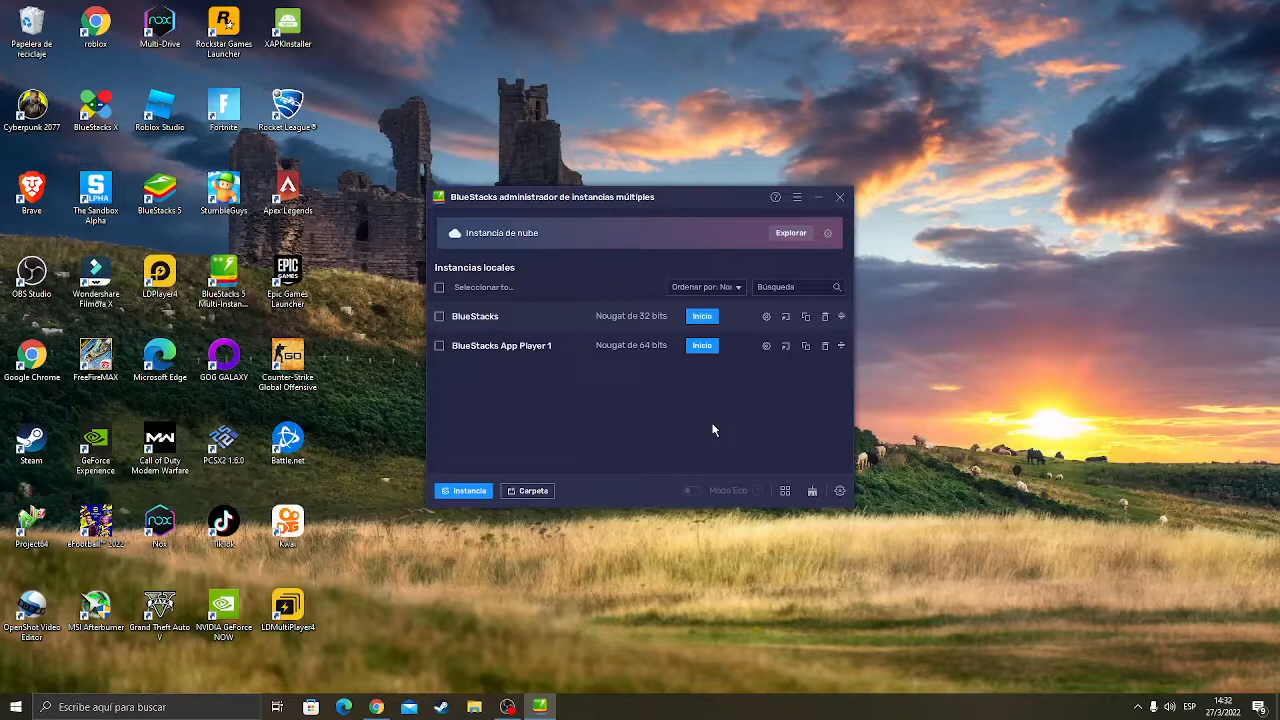 Papelera de
reciclaje
roblox
Multi-Drive
Rockstar Games
Launcher
XAPKInstaller
Cyberpunk 2077
BlueStacks X
Roblox Studio
Fortnite
Rocket League®
Brave
The Sandbox
Alpha
BlueStacks 5
StumbleGuys
Apex Legends
OBS Studio
Wondershare
Filmora X
LDPlayer4
BlueStacks 5
Multi-Instan...
Epic Games
Launcher
Google Chrome
FreeFireMAX
Microsoft Edge
GOG GALAXY
Counter-Strike
Global Offensive
Steam
GeForce
Experience
Call of Duty
Modern Warfare
PCSX2 1.6.0
Battle.net
Project64
eFootball™ 2022
Nox
TikTok
Kwai
OpenShot Video
Editor
MSI Afterburner
Grand Theft Auto
V
NVIDIA GeForce
NOW
LDMultiPlayer4
BlueStacks administrador de instancias múltiples
Instancia de nube
Explorar
Instancias locales
Seleccionar to...
Ordenar por: Noi
Búsqueda
BlueStacks Nougat de 32 bits Inicio
BlueStacks App Player 1 Nougat de 64 bits Inicio
Instancia
Carpeta
Modo Eco
Escribe aquí para buscar
ESP
14:32
27/3/2022